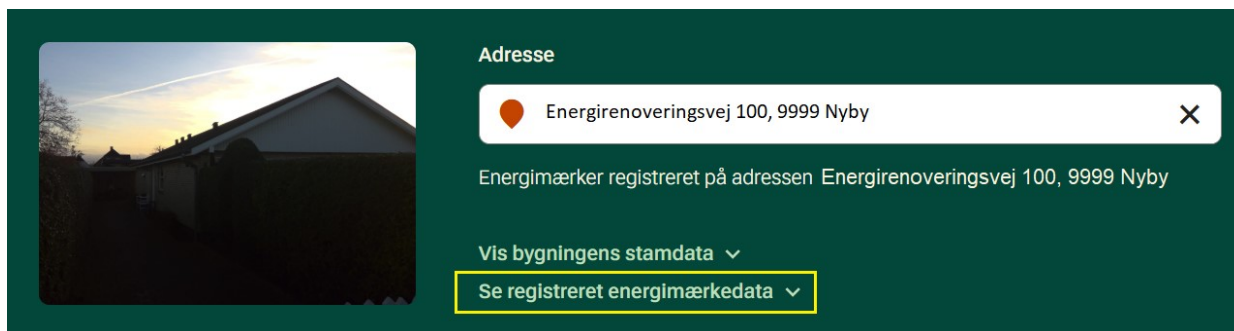 Adresse
Energirenoveringsvej 100, 9999 Nyby
Energimærker registreret på adressen Energirenoveringsvej 100, 9999 Nyby
Vis bygningens stamdata
Se registreret energimærkedata